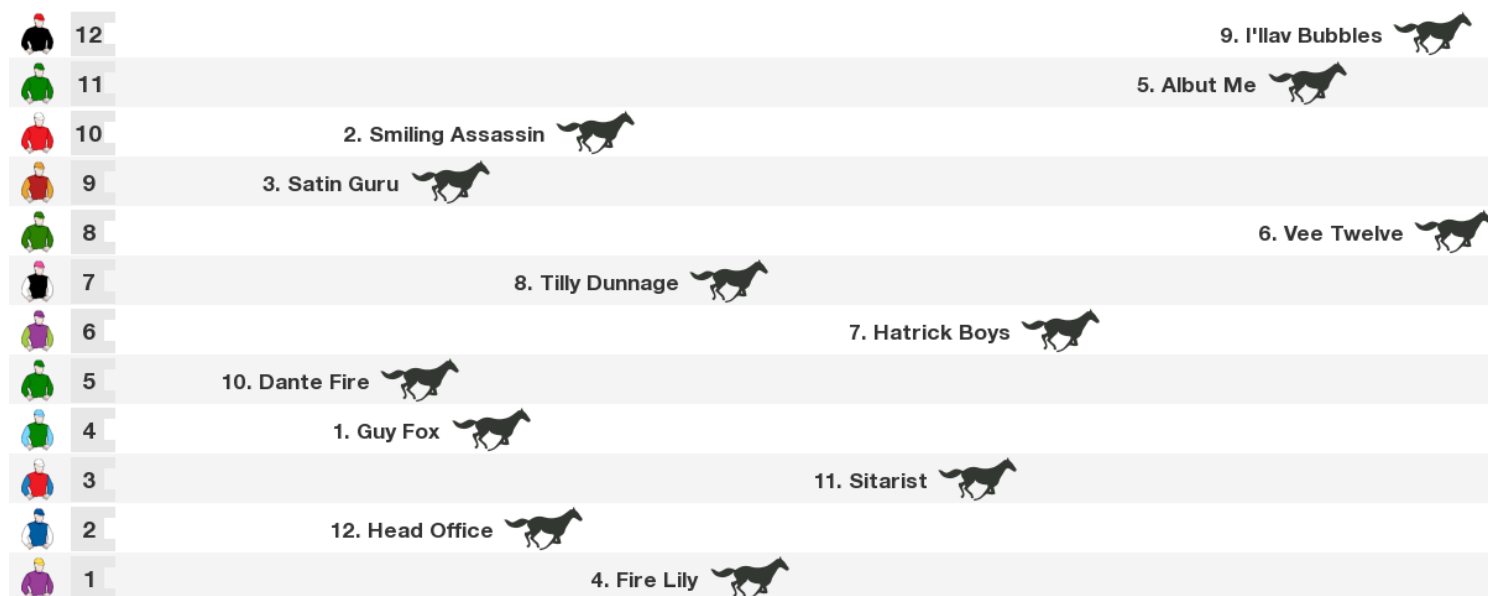 12 9. I'llav Bubbles
11 5. Albut Me
10 2. Smiling Assassin
9 3. Satin Guru
8 6. Vee Twelve
7 8. Tilly Dunnage
6 7. Hatrick Boys
5 10. Dante Fire
4 1. Guy Fox
3 11. Sitarist
2 12. Head Office
1 4. Fire Lily